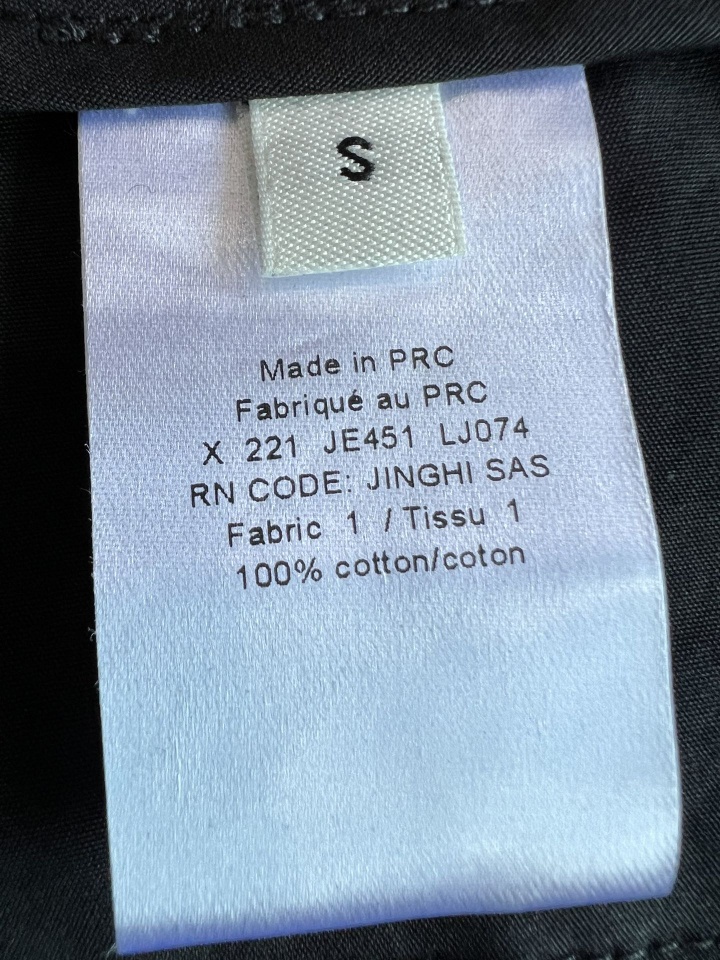 S
Made in PRC
Fabriqué au PRC
X 221 JE451 LJ074
RN CODE: JINGHI SAS
Fabric 1 / Tissu 1
100% cotton/coton